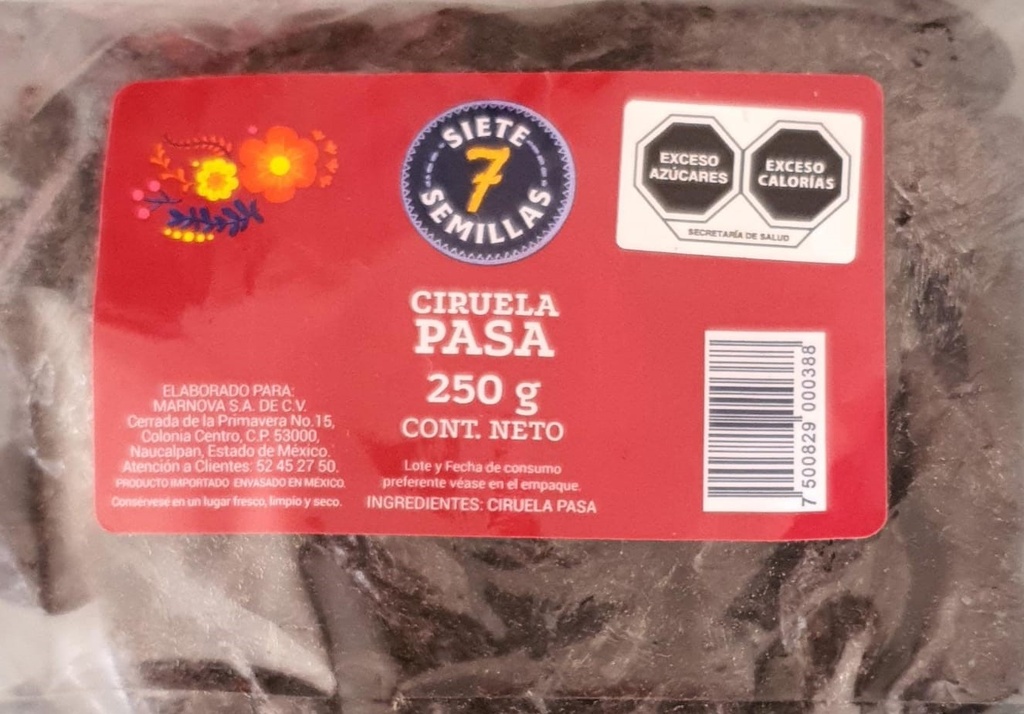 SIETE
7
SEMILLAS
EXCESO
AZÚCARES
EXCESO
CALORÍAS
SECRETARÍA DE SALUD
CIRUELA
PASA
250 g
CONT. NETO
Lote y Fecha de consumo
preferente véase en el empaque.
INGREDIENTES: CIRUELA PASA
ELABORADO PARA:
MARNOVA S.A. DE C.V.
Cerrada de la Primavera No.15,
Colonia Centro, C.P. 53000,
Naucalpan, Estado de México.
Atención a Clientes: 52 45 27 50.
PRODUCTO IMPORTADO ENVASADO EN MÉXICO.
Consérvese en un lugar fresco, limpio y seco.
7 500829 000388